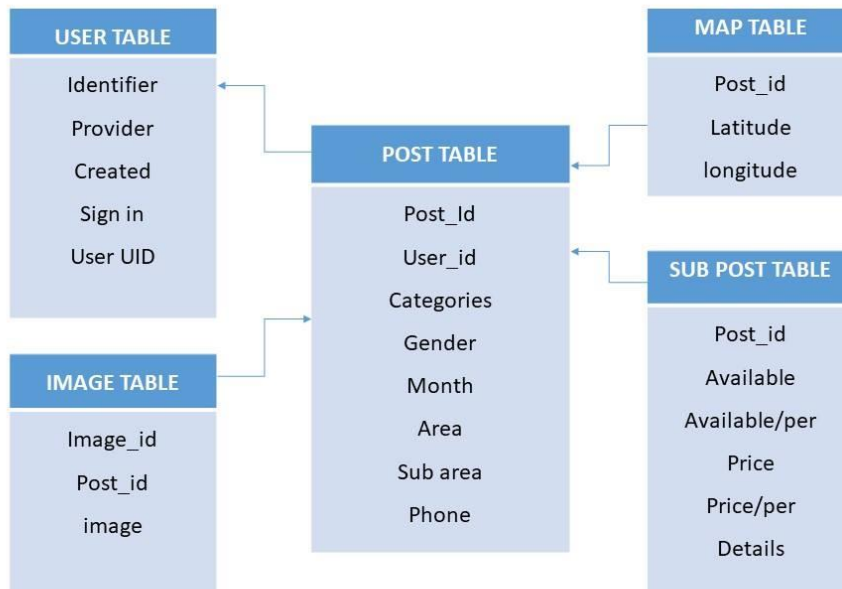 USER TABLE
Identifier
Provider
Created
Sign in
User UID
IMAGE TABLE
Image_id
Post_id
image
POST TABLE
Post_Id
User_id
Categories
Gender
Month
Area
Sub area
Phone
MAP TABLE
Post_id
Latitude
longitude
SUB POST TABLE
Post_id
Available
Available/per
Price
Price/per
Details